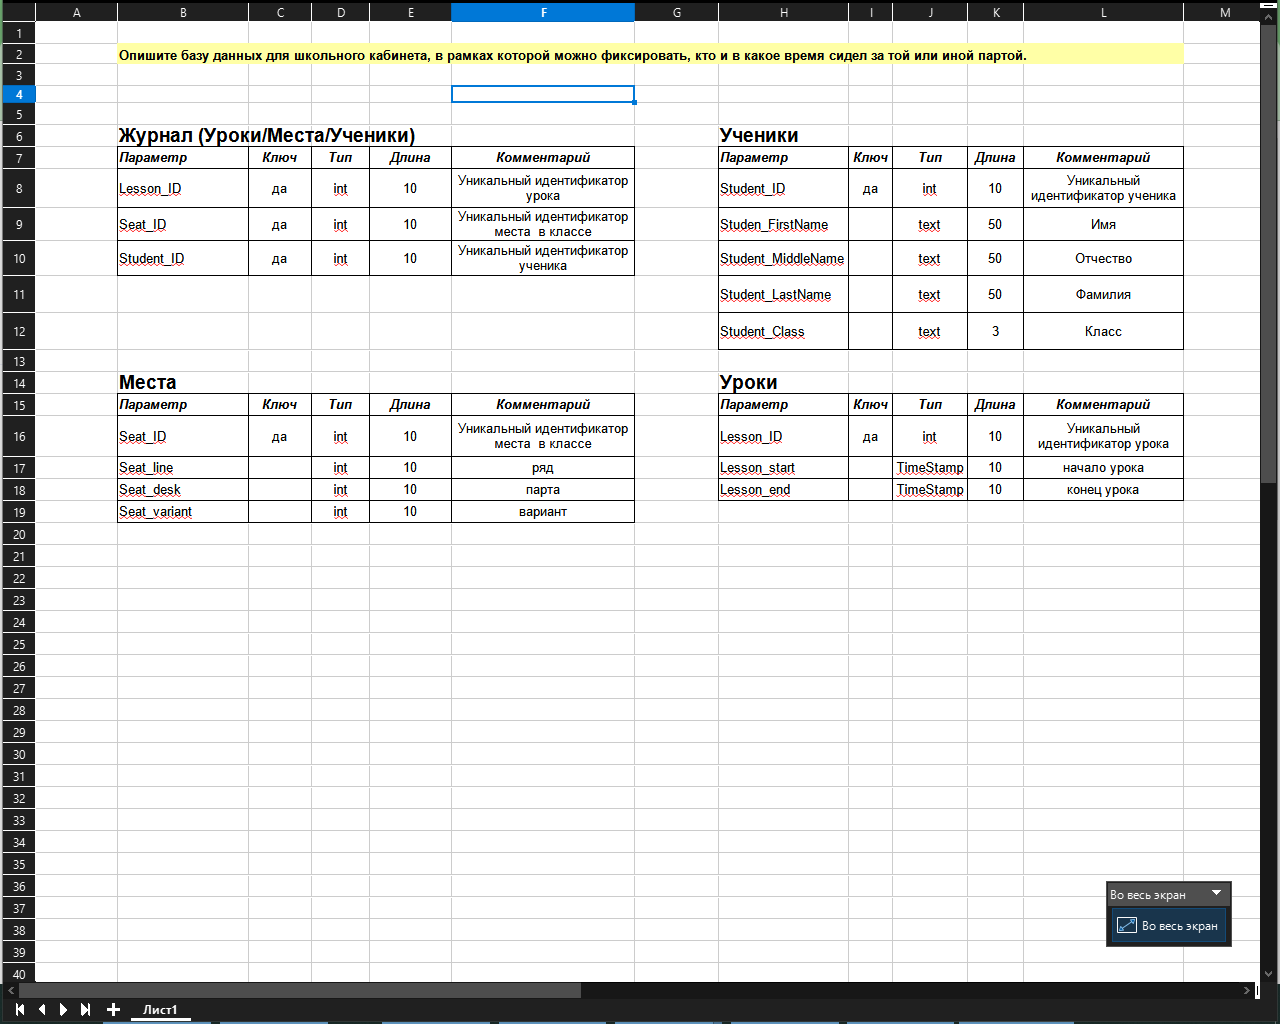 A B C D E F G H I J K L M
1
2 Опишите базу данных для школьного кабинета, в рамках которой можно фиксировать, кто и в какое время сидел за той или иной партой.
3
4
5
6 Журнал (Уроки/Места/Ученики) Ученики
7 Параметр Ключ Тип Длина Комментарий Параметр Ключ Тип Длина Комментарий
8 Lesson_ID да int 10 Уникальный идентификатор урока Student_ID да int 10 Уникальный идентификатор ученика
9 Seat_ID да int 10 Уникальный идентификатор места в классе Studen_FirstName text 50 Имя
10 Student_ID да int 10 Уникальный идентификатор ученика Student_MiddleName text 50 Отчество
11 Student_LastName text 50 Фамилия
12 Student_Class text 3 Класс
13
14 Места Уроки
15 Параметр Ключ Тип Длина Комментарий Параметр Ключ Тип Длина Комментарий
16 Seat_ID да int 10 Уникальный идентификатор места в классе Lesson_ID да int 10 Уникальный идентификатор урока
17 Seat_line int 10 ряд Lesson_start TimeStamp 10 начало урока
18 Seat_desk int 10 парта Lesson_end TimeStamp 10 конец урока
19 Seat_variant int 10 вариант
20
21
22
23
24
25
26
27
28
29
30
31
32
33
34
35
36
37
38
39
40
Во весь экран
Во весь экран
Лист1